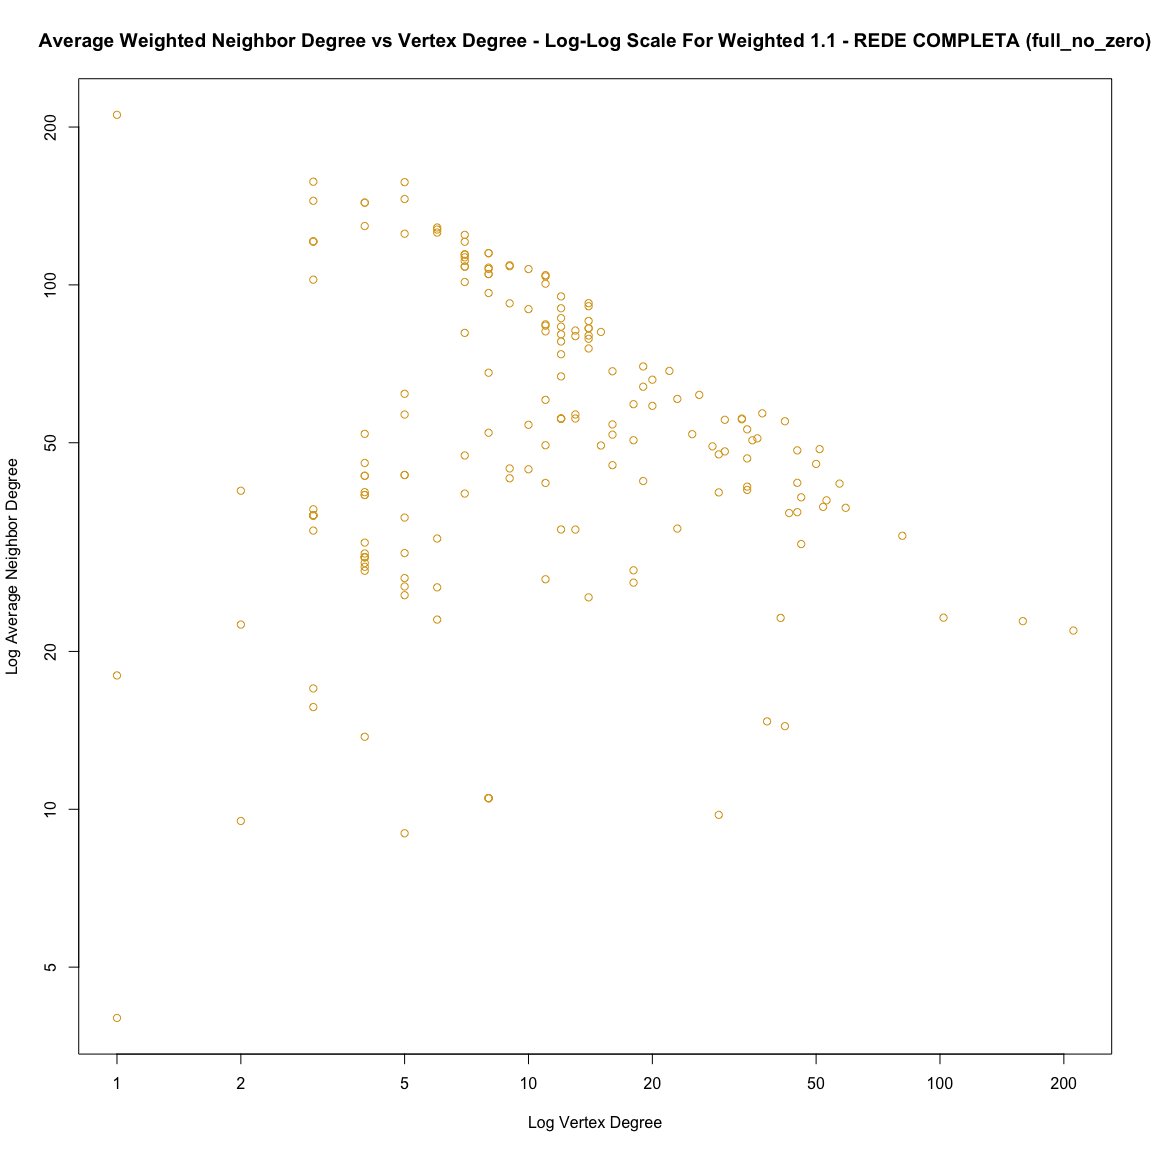 Average Weighted Neighbor Degree vs Vertex Degree - Log-Log Scale For Weighted 1.1 - REDE COMPLETA (full_no_zero)
Log Average Neighbor Degree
200
100
50
20
10
5
1 2 5 10 20 50 100 200
Log Vertex Degree